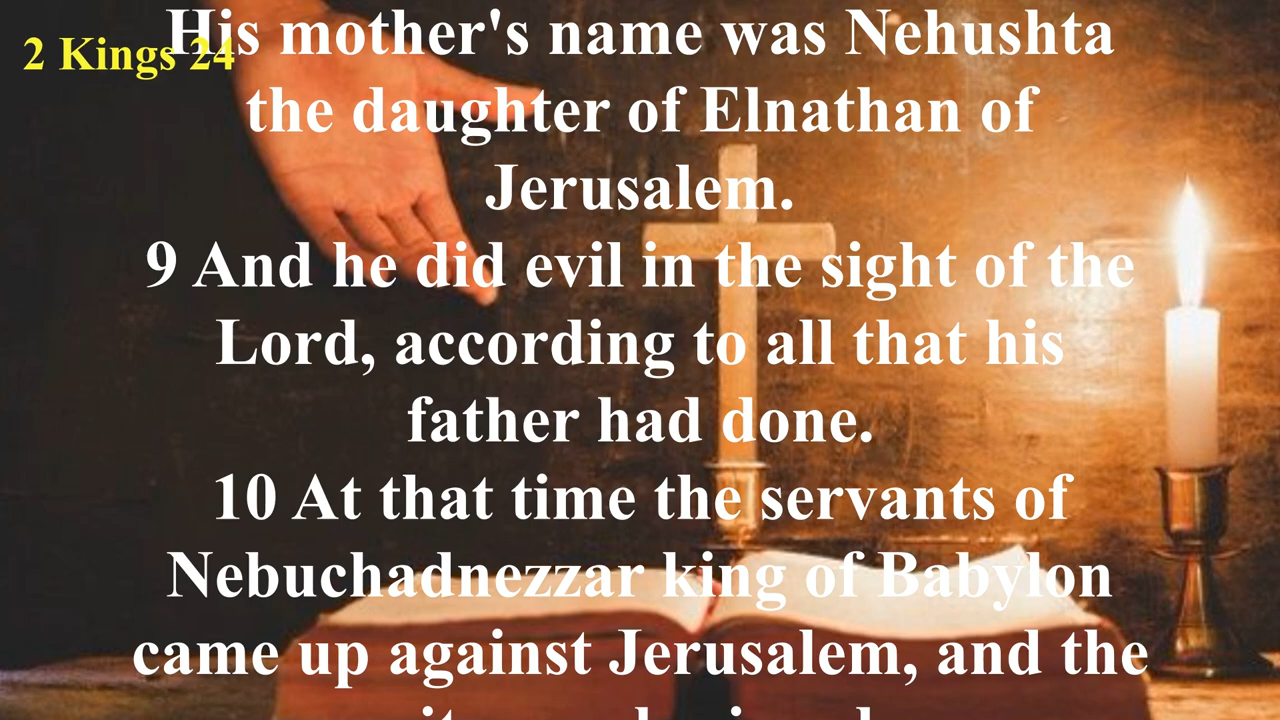 2 Kings 24
His mother's name was Nehushta
the daughter of Elnathan of
Jerusalem.
9 And he did evil in the sight of the
Lord, according to all that his
father had done.
10 At that time the servants of
Nebuchadnezzar king of Babylon
came up against Jerusalem, and the